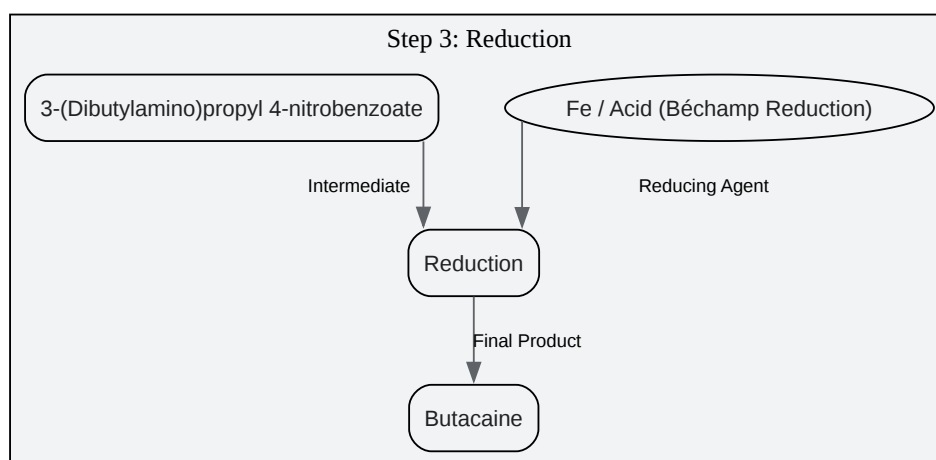 Step 3: Reduction
3-(Dibutylamino)propyl 4-nitrobenzoate
Fe / Acid (Béchamp Reduction)
Intermediate
Reducing Agent
Reduction
Final Product
Butacaine